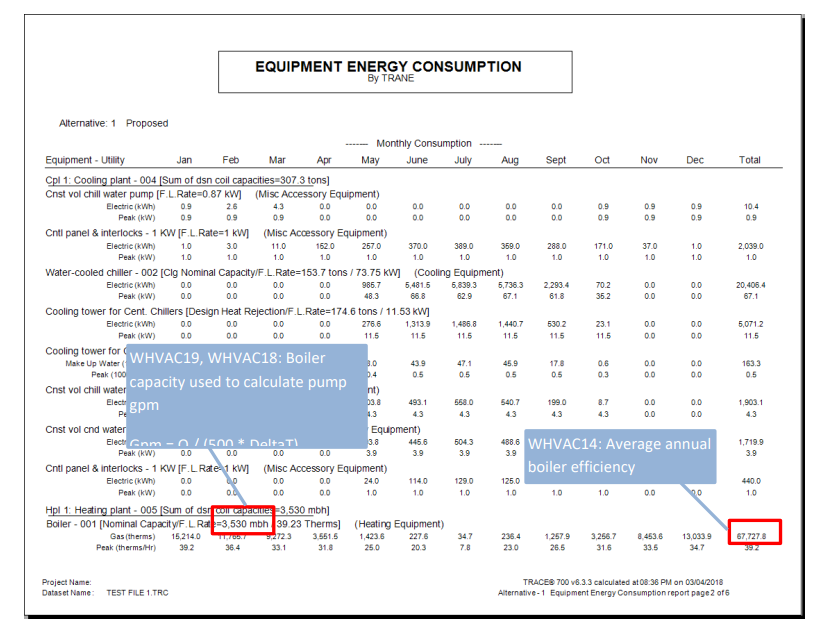 EQUIPMENT ENERGY CONSUMPTION
By TRANE
Alternative: 1 Proposed
------- Monthly Consumption -------
Equipment - Utility Jan Feb Mar Apr May June July Aug Sept Oct Nov Dec Total
Cpl 1: Cooling plant - 004 [Sum of dsn coil capacities=307.3 tons]
Cnst vol chill water pump [F.L.Rate=0.87 kW] (Misc Accessory Equipment)
Electric (kWh) 0.9 2.6 4.3 0.0 0.0 0.0 0.0 0.0 0.0 0.9 0.9 0.9 10.4
Peak (kW) 0.9 0.9 0.9 0.0 0.0 0.0 0.0 0.0 0.0 0.9 0.9 0.9 0.9
Cntl panel & interlocks - 1 KW [F.L.Rate=1 kW] (Misc Accessory Equipment)
Electric (kWh) 1.0 3.0 11.0 152.0 257.0 370.0 389.0 359.0 288.0 171.0 37.0 1.0 2,039.0
Peak (kW) 1.0 1.0 1.0 1.0 1.0 1.0 1.0 1.0 1.0 1.0 1.0 1.0 1.0
Water-cooled chiller - 002 [Clg Nominal Capacity/F.L.Rate=153.7 tons / 73.75 kW] (Cooling Equipment)
Electric (kWh) 0.0 0.0 0.0 0.0 985.7 5,481.5 5,839.3 5,736.3 2,293.4 70.2 0.0 0.0 20,406.4
Peak (kW) 0.0 0.0 0.0 0.0 48.3 66.8 62.9 67.1 61.8 35.2 0.0 0.0 67.1
Cooling tower for Cent. Chillers [Design Heat Rejection/F.L.Rate=174.6 tons / 11.53 kW]
Electric (kWh) 0.0 0.0 0.0 0.0 276.6 1,313.9 1,486.8 1,440.7 530.2 23.1 0.0 0.0 5,071.2
Peak (kW) 0.0 0.0 0.0 0.0 11.5 11.5 11.5 11.5 11.5 11.5 0.0 0.0 11.5
Cooling tower for
Make Up Water 43.9 47.1 45.9 17.8 0.6 0.0 0.0 163.3
Peak (100 0.4 0.5 0.5 0.5 0.5 0.3 0.0 0.0 0.5
Cnst vol chill water nt)
Elect 03.8 493.1 558.0 540.7 199.0 8.7 0.0 0.0 1,903.1
Pe 4.3 4.3 4.3 4.3 4.3 4.3 0.0 0.0 4.3
Cnst vol cnd water Equipment)
Elect 93.8 445.6 504.3 488.6 1,719.9
Peak (kW) 0.0 0.0 0.0 0.0 3.9 3.9 3.9 3.9 3.9
Cntl panel & interlocks - 1 KW [F.L.Rate=1 kW] (Misc Accessory Equipment)
Electric (kWh) 0.0 0.0 0.0 0.0 24.0 114.0 129.0 125.0 440.0
Peak (kW) 0.0 0.0 0.0 0.0 1.0 1.0 1.0 1.0 1.0 1.0 0.0 0.0 1.0
WHVAC19, WHVAC18: Boiler
capacity used to calculate pump
gpm
Gpm = Q / (500 * DeltaT)
WHVAC14: Average annual
boiler efficiency
Hpl 1: Heating plant - 005 [Sum of dsn coil capacities=3,530 mbh]
Boiler - 001 [Nominal Capacity/F.L.Rate=3,530 mbh / 39.23 Therms] (Heating Equipment)
Gas (therms) 15,214.0 11,765.7 9,272.3 3,551.5 1,423.6 227.6 34.7 236.4 1,257.9 3,256.7 8,453.6 13,033.9 67,727.8
Peak (therms/Hr) 39.2 36.4 33.1 31.8 25.0 20.3 7.8 23.0 26.5 31.6 33.5 34.7 39.2
Project Name:
Dataset Name: TEST FILE 1.TRC
TRACE® 700 v6.3.3 calculated at 08:36 PM on 03/04/2018
Alternative - 1 Equipment Energy Consumption report page 2 of 6